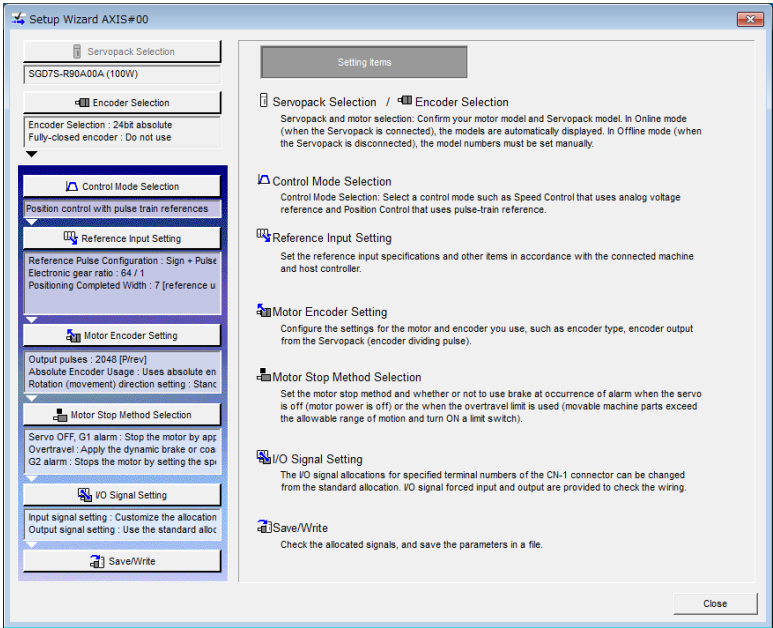 Setup Wizard AXIS#00
Servopack Selection
SGD7S-R90A00A (100W)
Encoder Selection
Encoder Selection : 24bit absolute
Fully-closed encoder : Do not use
Control Mode Selection
Position control with pulse train references
Reference Input Setting
Reference Pulse Configuration : Sign + Pulse
Electronic gear ratio : 64 / 1
Positioning Completed Width : 7 [reference u
Motor Encoder Setting
Output pulses : 2048 [P/rev]
Absolute Encoder Usage : Uses absolute en
Rotation (movement) direction setting : Stand
Motor Stop Method Selection
Servo OFF, G1 alarm : Stop the motor by app
Overtravel : Apply the dynamic brake or coa
G2 alarm : Stops the motor by setting the spe
I/O Signal Setting
Input signal setting : Customize the allocation
Output signal setting : Use the standard alloc
Save/Write
Setting Items
Servopack Selection / Encoder Selection
Servopack and motor selection: Confirm your motor model and Servopack model. In Online mode
(when the Servopack is connected), the models are automatically displayed. In Offline mode (when
the Servopack is disconnected), the model numbers must be set manually.
Control Mode Selection
Control Mode Selection: Select a control mode such as Speed Control that uses analog voltage
reference and Position Control that uses pulse-train reference.
Reference Input Setting
Set the reference input specifications and other items in accordance with the connected machine
and host controller.
Motor Encoder Setting
Configure the settings for the motor and encoder you use, such as encoder type, encoder output
from the Servopack (encoder dividing pulse).
Motor Stop Method Selection
Set the motor stop method and whether or not to use brake at occurrence of alarm when the servo
is off (motor power is off) or the when the overtravel limit is used (movable machine parts exceed
the allowable range of motion and turn ON a limit switch).
I/O Signal Setting
The I/O signal allocations for specified terminal numbers of the CN-1 connector can be changed
from the standard allocation. I/O signal forced input and output are provided to check the wiring.
Save/Write
Check the allocated signals, and save the parameters in a file.
Close